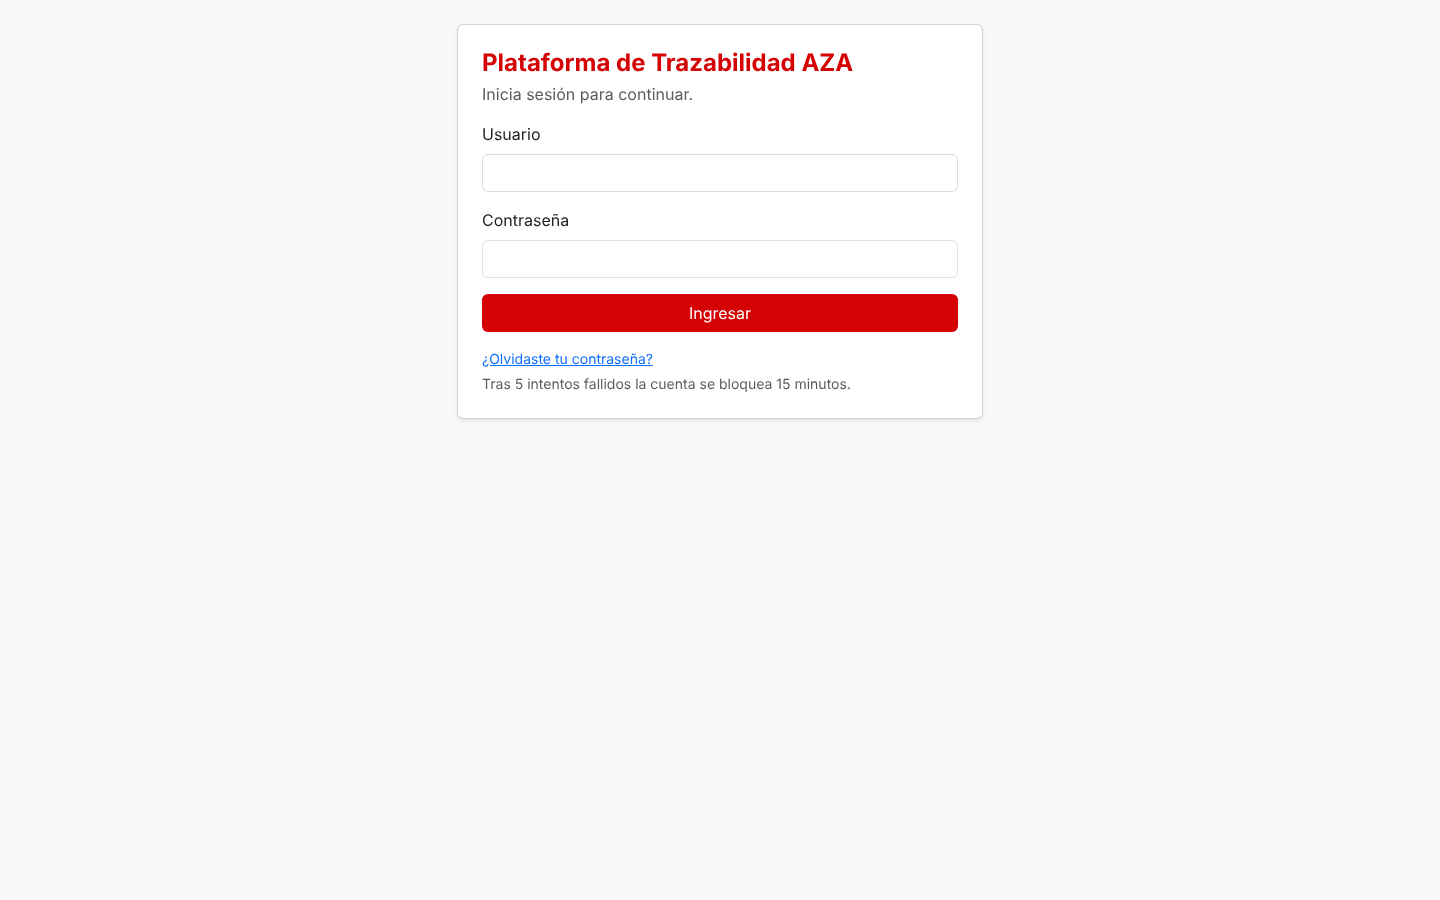 Plataforma de Trazabilidad AZA
Inicia sesión para continuar.
Usuario
Contraseña
Ingresar
¿Olvidaste tu contraseña?
Tras 5 intentos fallidos la cuenta se bloquea 15 minutos.